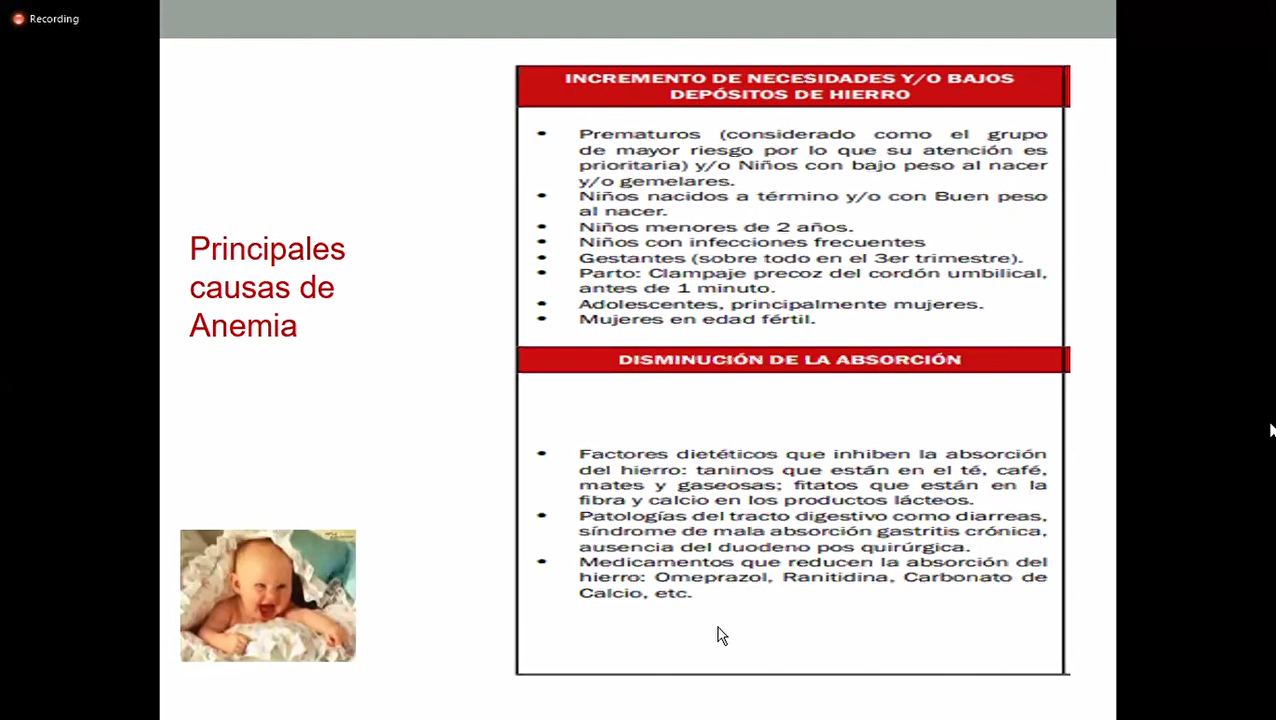 Recording
Principales
causas de
Anemia
INCREMENTO DE NECESIDADES Y/O BAJOS
DEPÓSITOS DE HIERRO
• Prematuros (considerado como el grupo
de mayor riesgo por lo que su atención es
prioritaria) y/o Niños con bajo peso al nacer
y/o gemelares.
• Niños nacidos a término y/o con Buen peso
al nacer.
• Niños menores de 2 años.
• Niños con infecciones frecuentes
• Gestantes (sobre todo en el 3er trimestre).
• Parto: Clampaje precoz del cordón umbilical,
antes de 1 minuto.
• Adolescentes, principalmente mujeres.
• Mujeres en edad fértil.
DISMINUCIÓN DE LA ABSORCIÓN
• Factores dietéticos que inhiben la absorción
del hierro: taninos que están en el té, café,
mates y gaseosas; fitatos que están en la
fibra y calcio en los productos lácteos.
• Patologías del tracto digestivo como diarreas,
síndrome de mala absorción gastritis crónica,
ausencia del duodeno pos quirúrgica.
• Medicamentos que reducen la absorción del
hierro: Omeprazol, Ranitidina, Carbonato de
Calcio, etc.